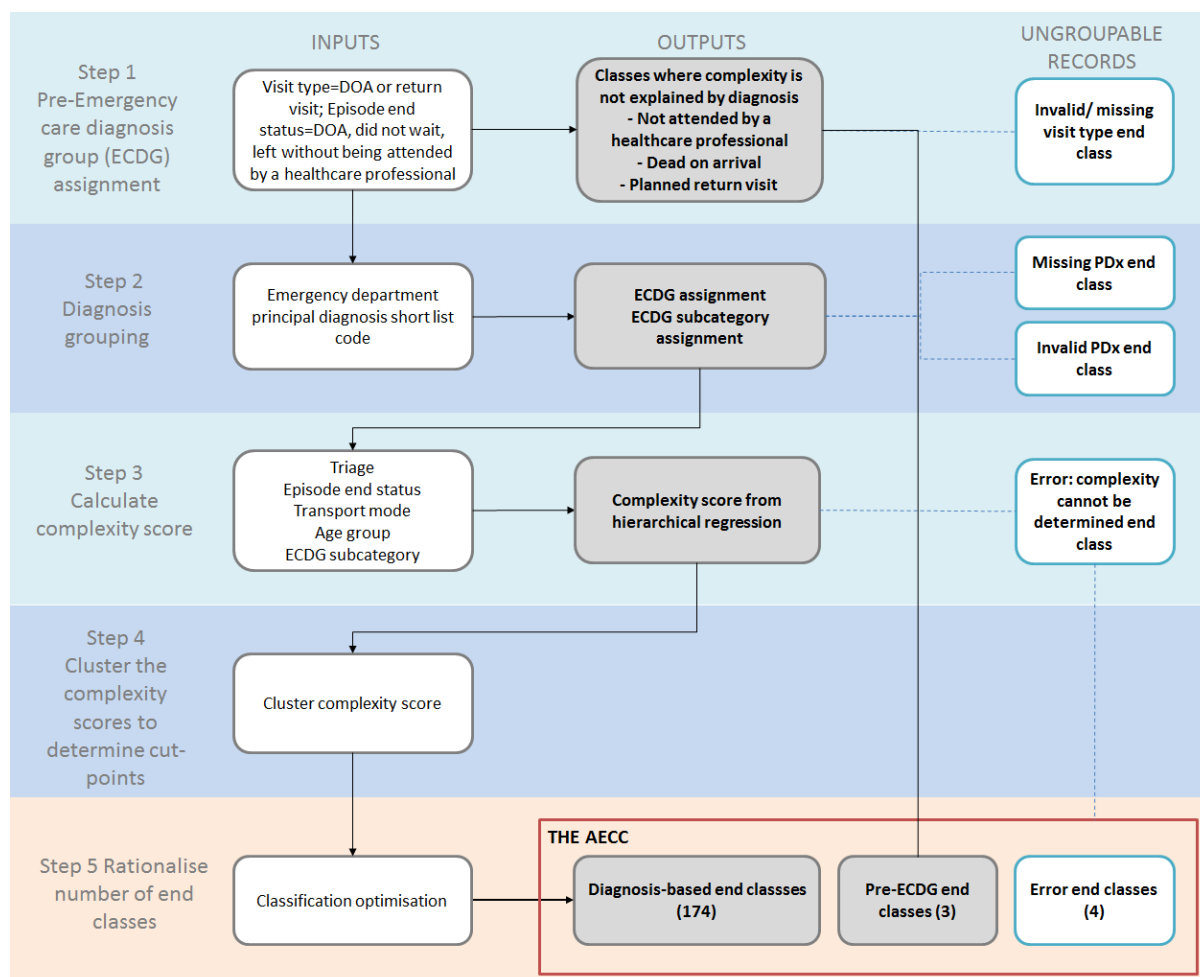 INPUTS
OUTPUTS
UNGROUPABLE
RECORDS
Step 1
Pre-Emergency
care diagnosis
group (ECDG)
assignment
Visit type=DOA or return
visit; Episode end
status=DOA, did not wait,
left without being attended
by a healthcare professional
Classes where complexity is
not explained by diagnosis
- Not attended by a
healthcare professional
- Dead on arrival
- Planned return visit
Invalid/ missing
visit type end
class
Step 2
Diagnosis
grouping
Emergency department
principal diagnosis short list
code
ECDG assignment
ECDG subcategory
assignment
Missing PDx end
class
Invalid PDx end
class
Step 3
Calculate
complexity score
Triage
Episode end status
Transport mode
Age group
ECDG subcategory
Complexity score from
hierarchical regression
Error: complexity
cannot be
determined end
class
Step 4
Cluster the
complexity
scores to
determine cut-
points
Cluster complexity score
Step 5 Rationalise
number of end
classes
Classification optimisation
THE AECC
Diagnosis-based end classses
(174)
Pre-ECDG end
classes (3)
Error end classes
(4)